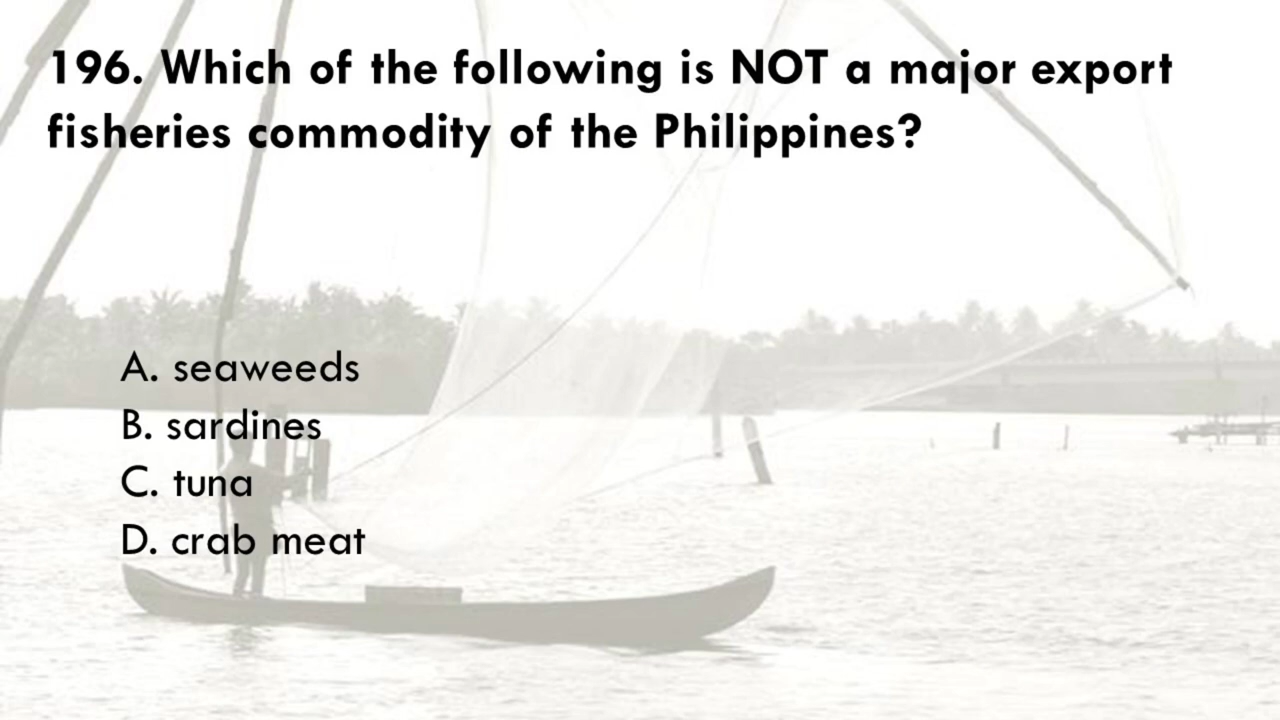 196. Which of the following is NOT a major export
fisheries commodity of the Philippines?
A. seaweeds
B. sardines
C. tuna
D. crab meat